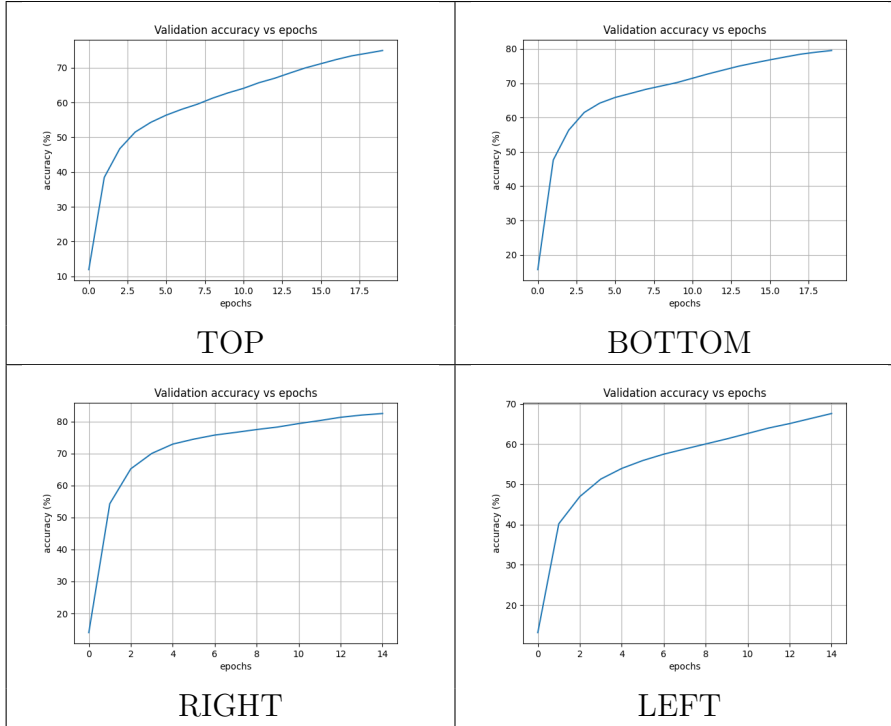 Validation accuracy vs epochs
70
60
50
40
30
20
10
accuracy (%)
0.0 2.5 5.0 7.5 10.0 12.5 15.0 17.5
epochs
TOP
Validation accuracy vs epochs
80
70
60
50
40
30
20
accuracy (%)
0.0 2.5 5.0 7.5 10.0 12.5 15.0 17.5
epochs
BOTTOM
Validation accuracy vs epochs
80
70
60
50
40
30
20
accuracy (%)
0 2 4 6 8 10 12 14
epochs
RIGHT
Validation accuracy vs epochs
70
60
50
40
30
20
accuracy (%)
0 2 4 6 8 10 12 14
epochs
LEFT